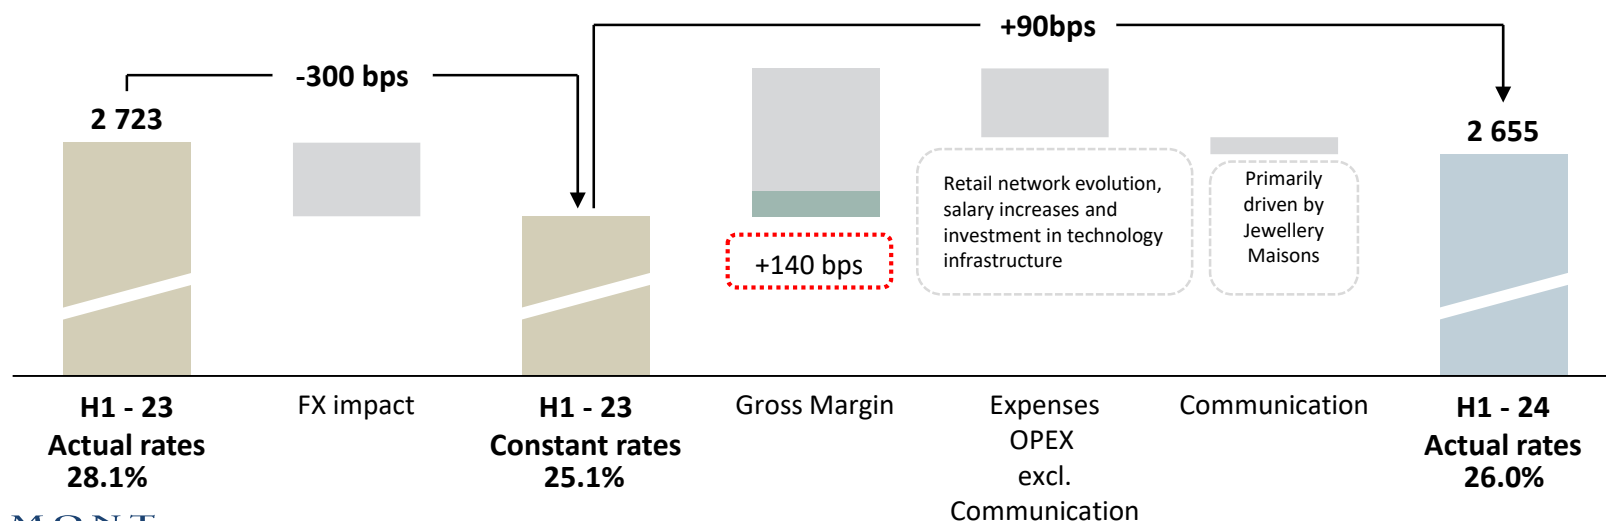 +90bps
-300 bps
2 723
2 655
Retail network evolution,
salary increases and
investment in technology
infrastructure
Primarily
driven by
Jewellery
Maisons
+140 bps
H1 - 23
Actual rates
28.1%
FX impact
H1 - 23
Constant rates
25.1%
Gross Margin
Expenses
OPEX
excl.
Communication
Communication
H1 - 24
Actual rates
26.0%